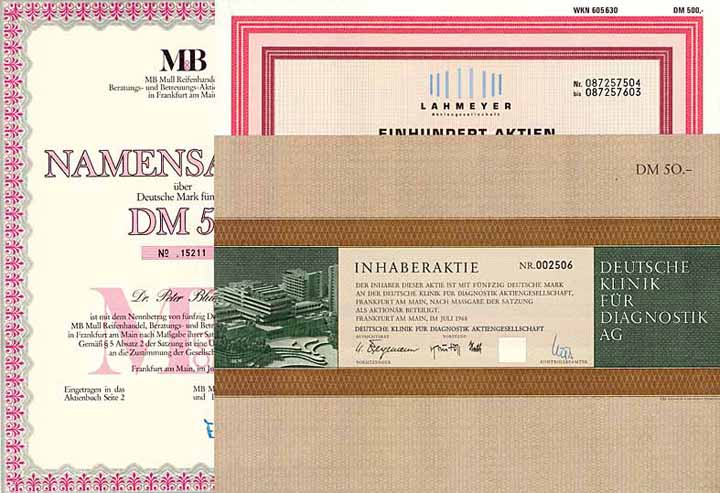 M&B
MB Mull Reifenhandel
Beratungs- und Betreuungs-Aktie
in Frankfurt am Main
NAMENSA
über
Deutsche Mark fün
DM 5
Nº .15211
Dr. Peter
ist mit dem Nennbetrag von fünfzig Deut
MB Mull Reifenhandel, Beratungs- und Betr
in Frankfurt am Main nach Maßgabe ihrer Sat
Gemäß § 5 Absatz 2 der Satzung ist eine Ü
an die Zustimmung der Gesell
Frankfurt am Main, im J
Eingetragen in das
Aktienbuch Seite 2
MB M
WKN 605630
DM 500,-
LAHMEYER
Aktiengesellschaft
Nr. 087257504
bis 087257603
EINHUNDERT AKTIEN
DM 50.–
INHABERAKTIE
NR. 002506
DER INHABER DIESER AKTIE IST MIT FÜNFZIG DEUTSCHE MARK
AN DER DEUTSCHE KLINIK FÜR DIAGNOSTIK AKTIENGESELLSCHAFT,
FRANKFURT AM MAIN, NACH MASSGABE DER SATZUNG
ALS AKTIONÄR BETEILIGT.
FRANKFURT AM MAIN, IM JULI 1968
DEUTSCHE KLINIK FÜR DIAGNOSTIK AKTIENGESELLSCHAFT
AUFSICHTSRAT
VORSTAND
VORSITZENDER
KONTROLLBEAMTER
DEUTSCHE
KLINIK
FÜR
DIAGNOSTIK
AG